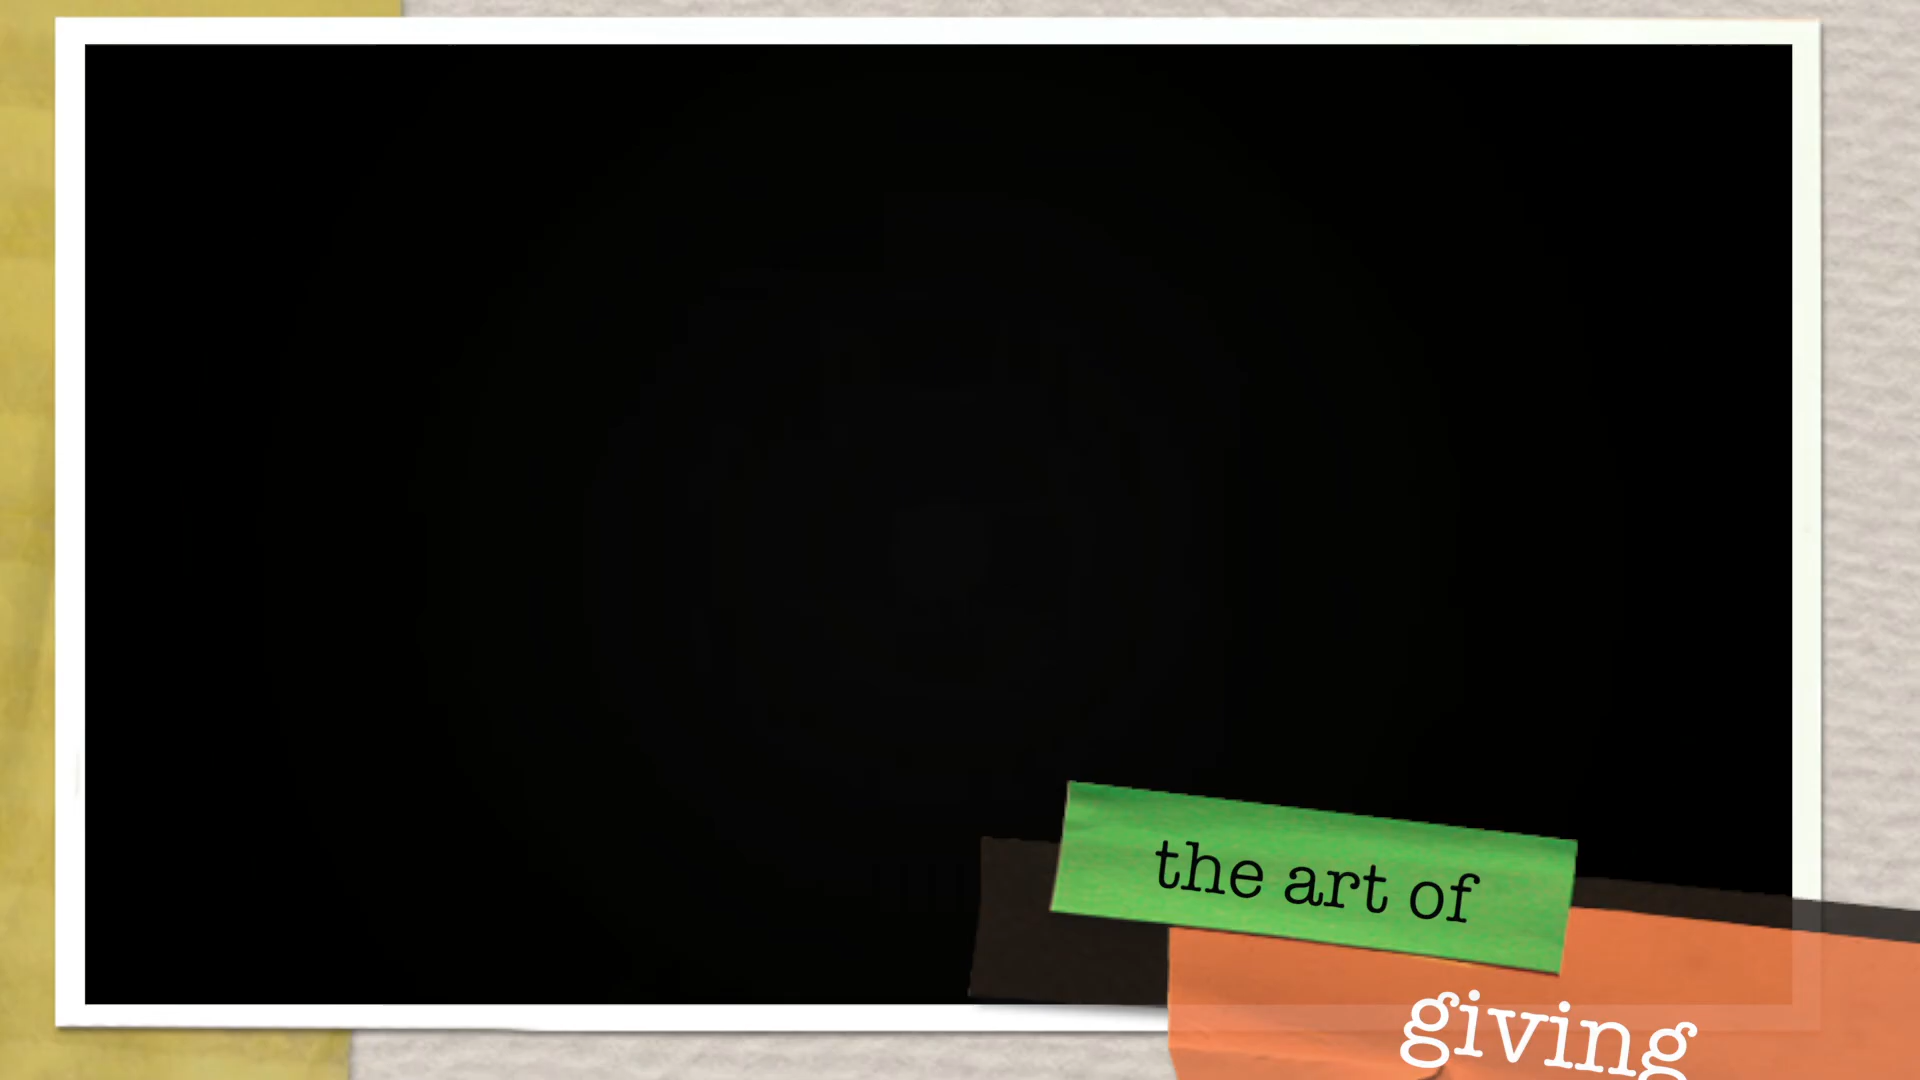 the art of
giving